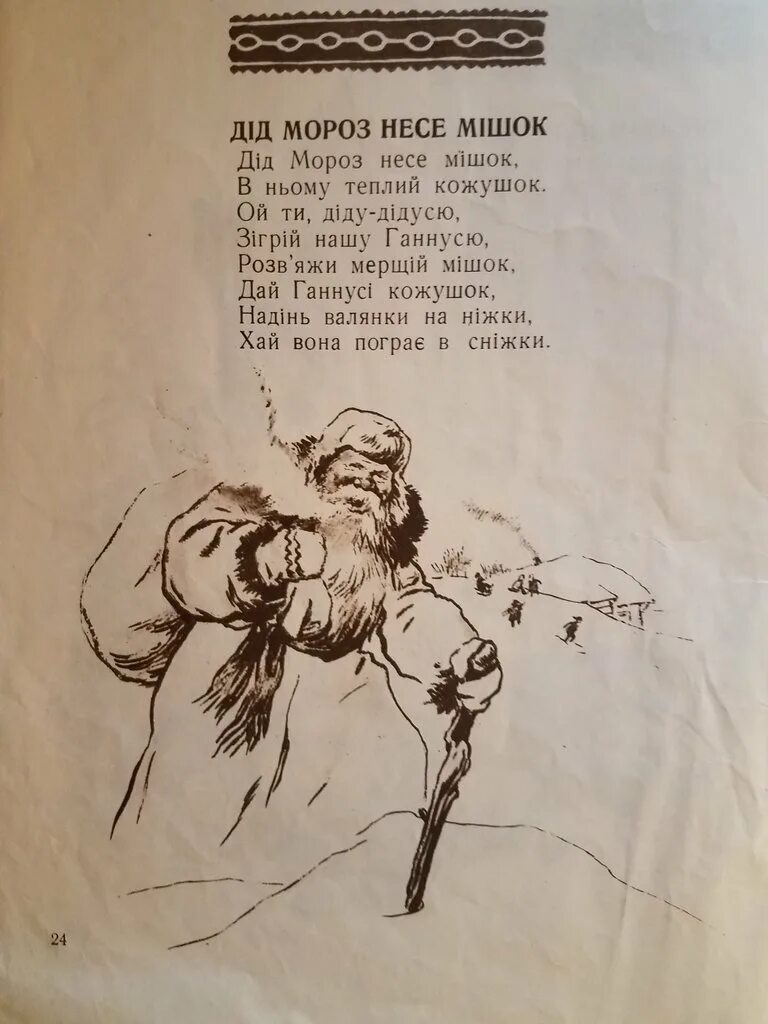 ДІД МОРОЗ НЕСЕ МІШОК
Дід Мороз несе мішок,
В ньому теплий кожушок.
Ой ти, діду-дідусю,
Зігрій нашу Ганнусю,
Розв'яжи мерщій мішок,
Дай Ганнусі кожушок,
Надінь валянки на ніжки,
Хай вона пограє в сніжки.
24